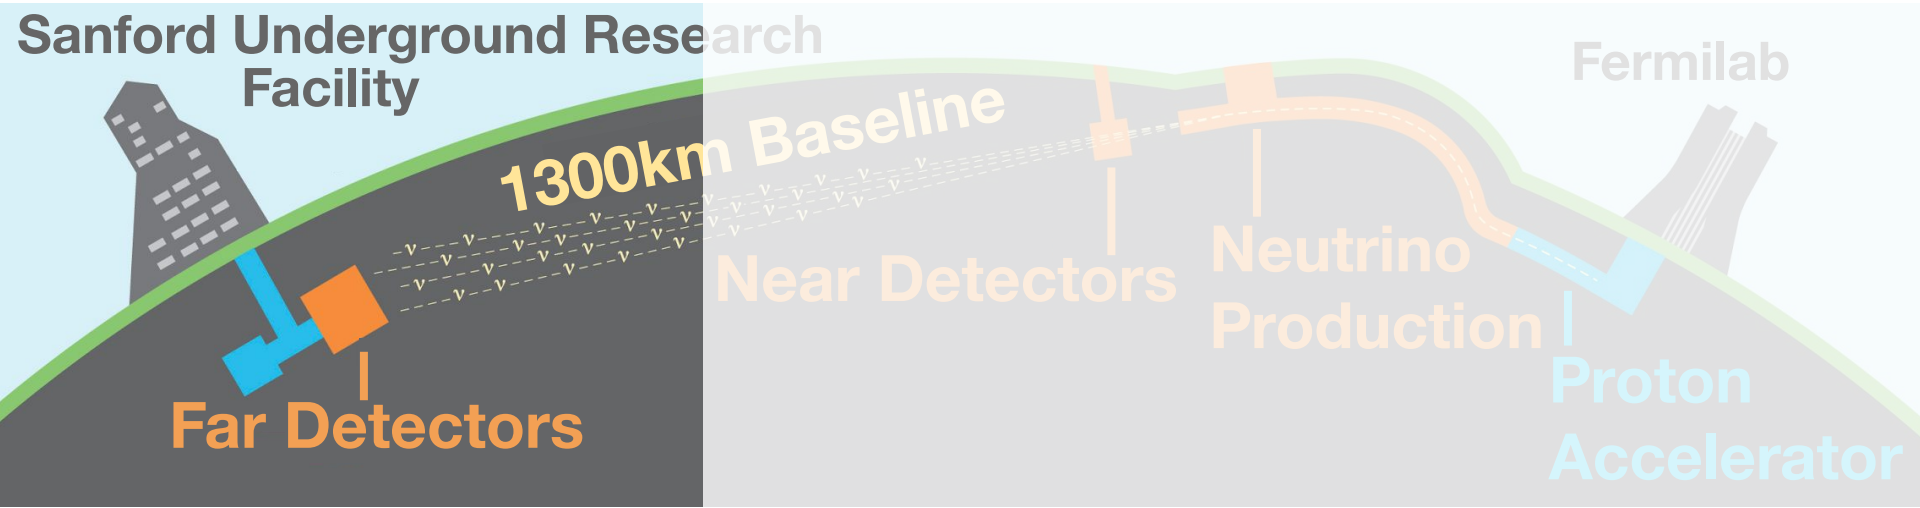 Sanford Underground Research
Facility
Fermilab
1300km Baseline
Near Detectors
Neutrino
Production
Proton
Accelerator
Far Detectors